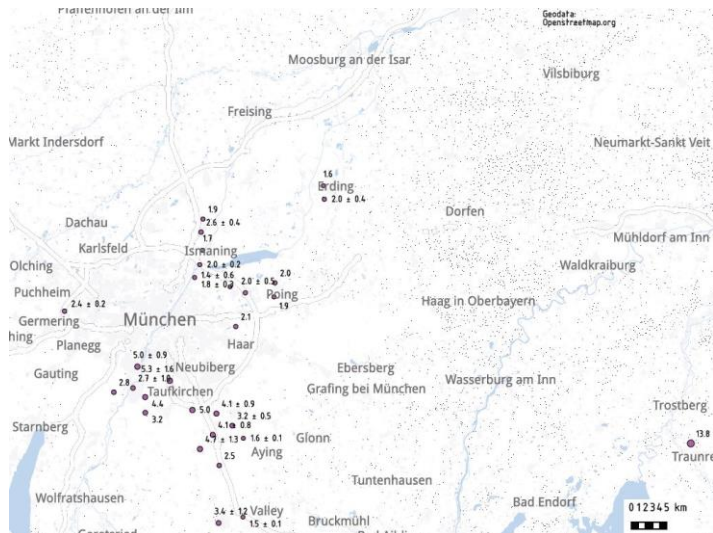 Pfaffenhofen an der Ilm
Geodata:
Openstreetmap.org
Moosburg an der Isar
Vilsbiburg
Freising
Markt Indersdorf
Neumarkt-Sankt Veit
1.6
Erding
2.0 ± 0.4
1.9
Dorfen
2.6 ± 0.4
Dachau
1.7
Mühldorf am Inn
Karlsfeld
Ismaning
Olching
2.0 ± 0.2
Waldkraiburg
1.4 ± 0.6
2.0
Puchheim
1.8 ± 0.2
2.0 ± 0.5
Poing
Haag in Oberbayern
2.4 ± 0.2
1.9
Germering
München
2.1
Planegg
Haar
5.0 ± 0.9
Gauting
5.3 ± 1.6
Neubiberg
Ebersberg
2.7 ± 1.0
Wasserburg am Inn
2.8
Taufkirchen
Grafing bei München
4.4
4.1 ± 0.9
Trostberg
3.2
5.0
3.2 ± 0.5
Starnberg
4.1 ± 0.8
13.8
4.7 ± 1.3
1.6 ± 0.1
Glonn
Aying
Traunre
2.5
Tuntenhausen
Wolfratshausen
Bad Endorf
3.4 ± 1.2
Valley
012345 km
1.5 ± 0.1
Bruckmühl